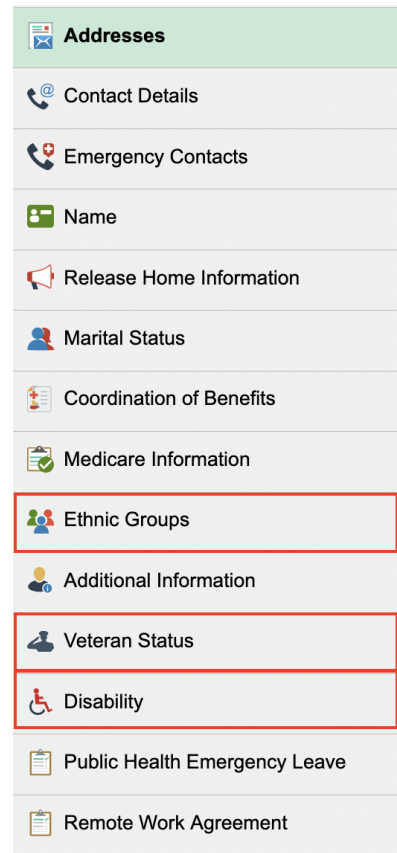 Addresses
Contact Details
Emergency Contacts
Name
Release Home Information
Marital Status
Coordination of Benefits
Medicare Information
Ethnic Groups
Additional Information
Veteran Status
Disability
Public Health Emergency Leave
Remote Work Agreement